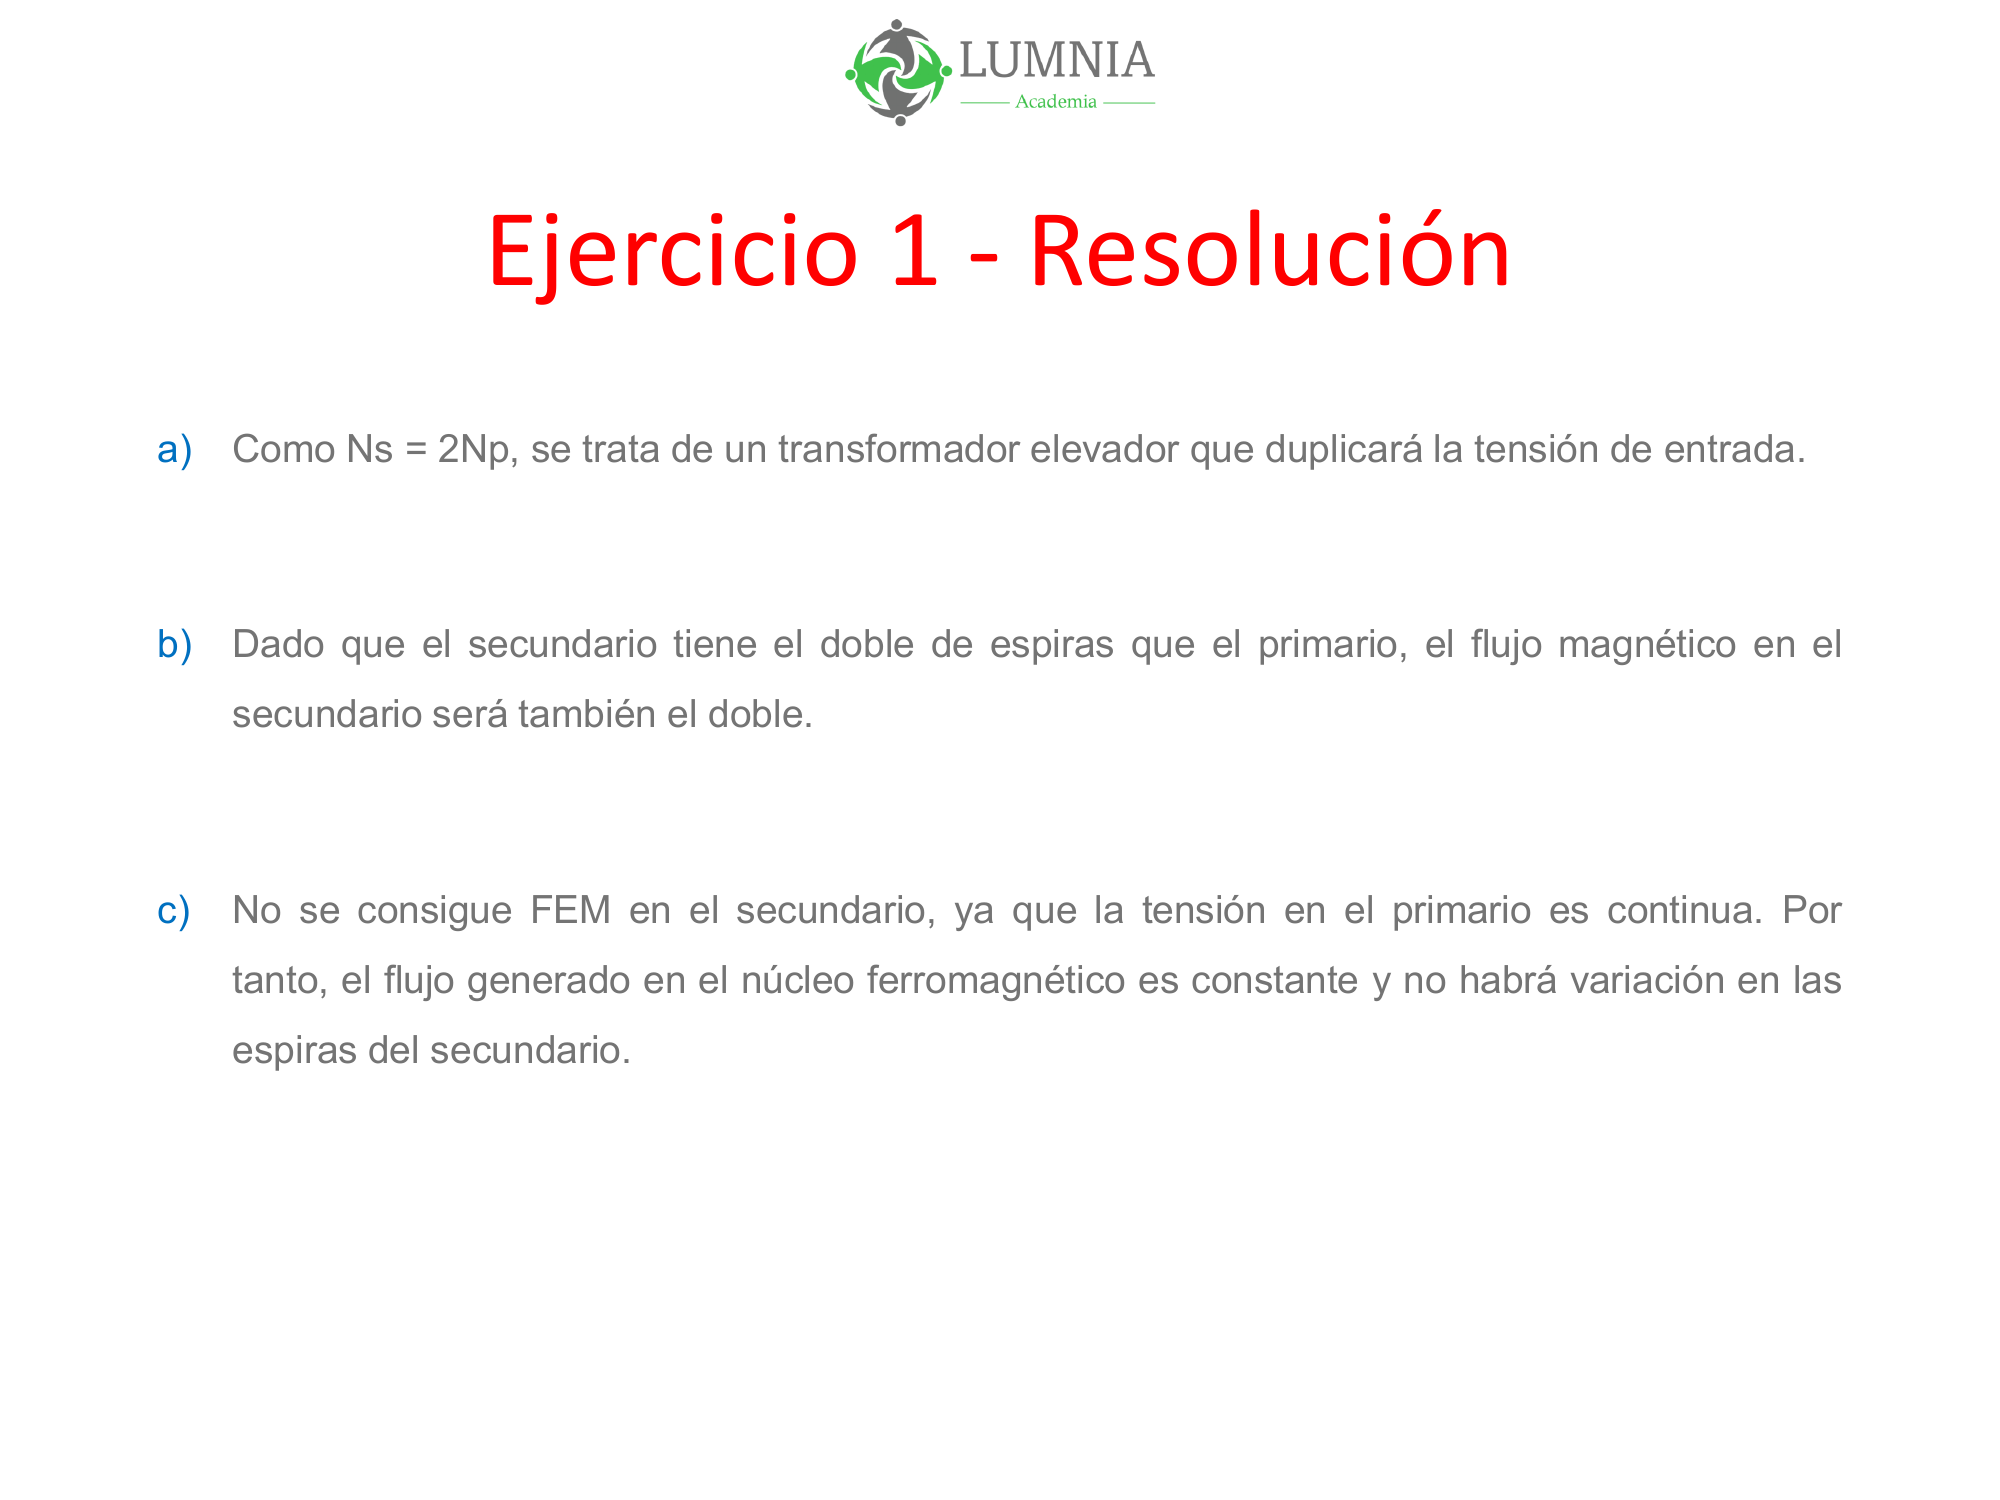 LUMNIA
Academia
Ejercicio 1 - Resolución
a) Como Ns = 2Np, se trata de un transformador elevador que duplicará la tensión de entrada.
b) Dado que el secundario tiene el doble de espiras que el primario, el flujo magnético en el
secundario será también el doble.
c) No se consigue FEM en el secundario, ya que la tensión en el primario es continua. Por
tanto, el flujo generado en el núcleo ferromagnético es constante y no habrá variación en las
espiras del secundario.